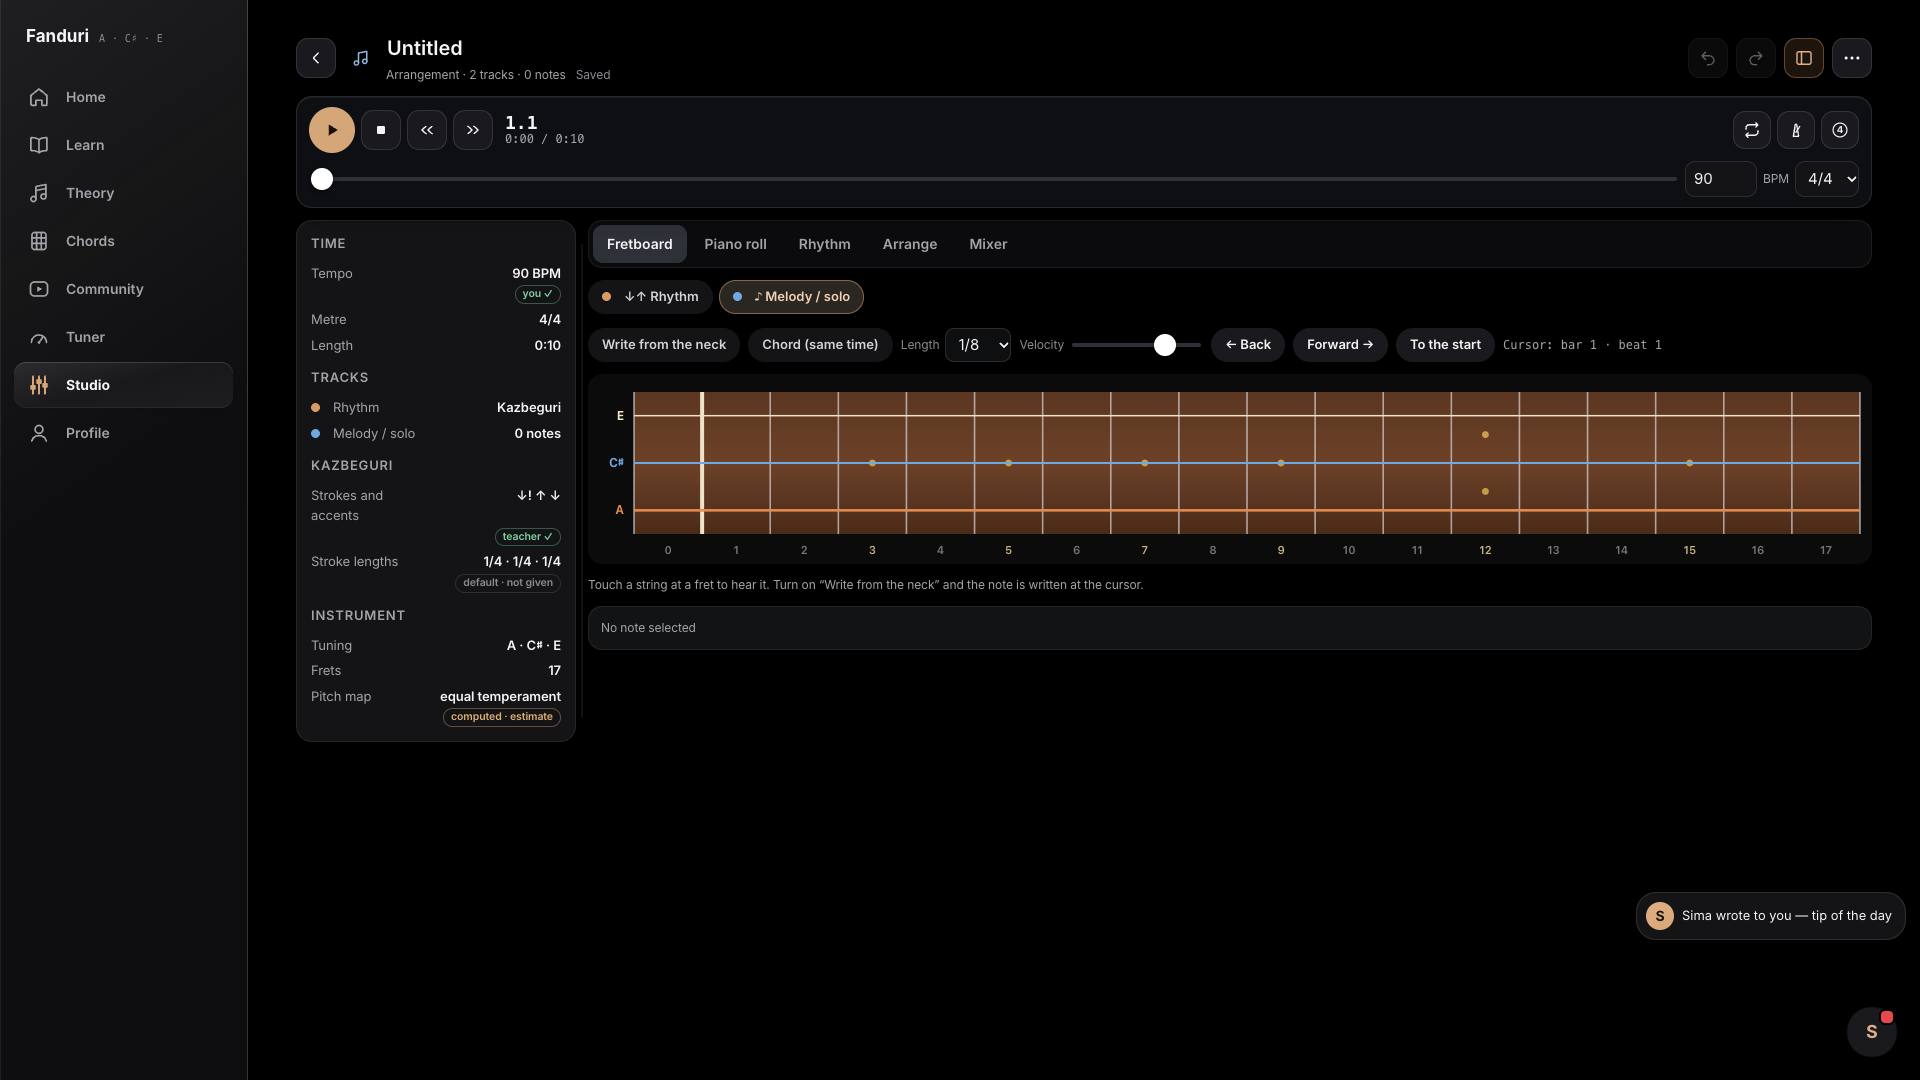 Fanduri A · C♯ · E
Home
Learn
Theory
Chords
Community
Tuner
Studio
Profile
Untitled
Arrangement · 2 tracks · 0 notes Saved
1.1
0:00 / 0:10
4
90 BPM 4/4
TIME
Tempo 90 BPM
you ✓
Metre 4/4
Length 0:10
TRACKS
Rhythm Kazbeguri
Melody / solo 0 notes
KAZBEGURI
Strokes and accents ↓! ↑ ↓
teacher ✓
Stroke lengths 1/4 · 1/4 · 1/4
default · not given
INSTRUMENT
Tuning A · C♯ · E
Frets 17
Pitch map equal temperament
computed · estimate
Fretboard Piano roll Rhythm Arrange Mixer
↓↑ Rhythm ♪ Melody / solo
Write from the neck Chord (same time) Length 1/8 Velocity ← Back Forward → To the start Cursor: bar 1 · beat 1
E
C♯
A
0 1 2 3 4 5 6 7 8 9 10 11 12 13 14 15 16 17
Touch a string at a fret to hear it. Turn on “Write from the neck” and the note is written at the cursor.
No note selected
S Sima wrote to you — tip of the day
S